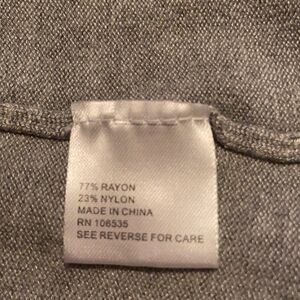 77% RAYON
23% NYLON
MADE IN CHINA
RN 106535
SEE REVERSE FOR CARE